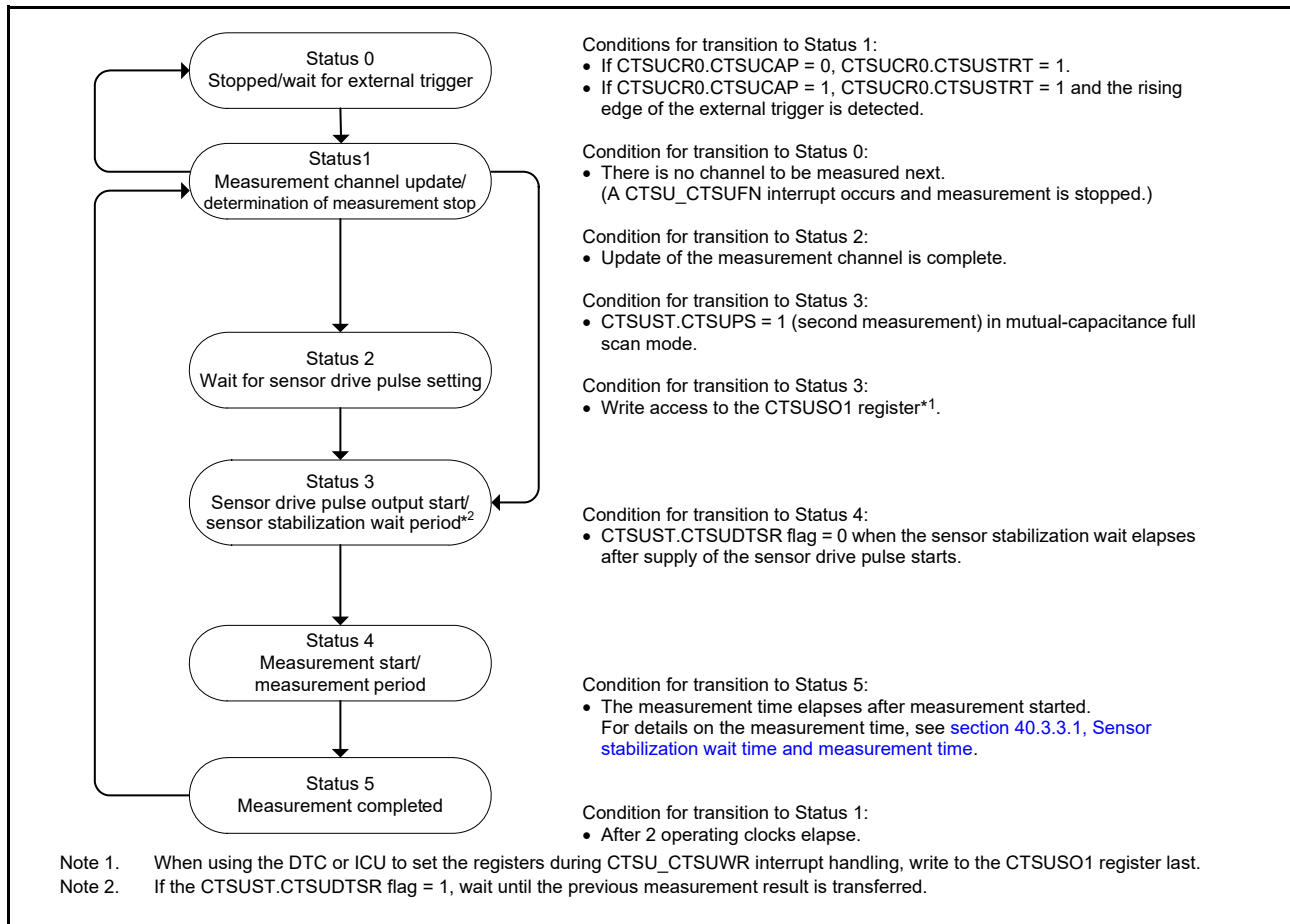 Status 0
Stopped/wait for external trigger
Status1
Measurement channel update/
determination of measurement stop
Status 2
Wait for sensor drive pulse setting
Status 3
Sensor drive pulse output start/
sensor stabilization wait period*2
Status 4
Measurement start/
measurement period
Status 5
Measurement completed
Conditions for transition to Status 1:
• If CTSUCR0.CTSUCAP = 0, CTSUCR0.CTSUSTRT = 1.
• If CTSUCR0.CTSUCAP = 1, CTSUCR0.CTSUSTRT = 1 and the rising
edge of the external trigger is detected.
Condition for transition to Status 0:
• There is no channel to be measured next.
(A CTSU_CTSUFN interrupt occurs and measurement is stopped.)
Condition for transition to Status 2:
• Update of the measurement channel is complete.
Condition for transition to Status 3:
• CTSUST.CTSUPS = 1 (second measurement) in mutual-capacitance full
scan mode.
Condition for transition to Status 3:
• Write access to the CTSUSO1 register*1.
Condition for transition to Status 4:
• CTSUST.CTSUDTSR flag = 0 when the sensor stabilization wait elapses
after supply of the sensor drive pulse starts.
Condition for transition to Status 5:
• The measurement time elapses after measurement started.
For details on the measurement time, see section 40.3.3.1, Sensor
stabilization wait time and measurement time.
Condition for transition to Status 1:
• After 2 operating clocks elapse.
Note 1. When using the DTC or ICU to set the registers during CTSU_CTSUWR interrupt handling, write to the CTSUSO1 register last.
Note 2. If the CTSUST.CTSUDTSR flag = 1, wait until the previous measurement result is transferred.